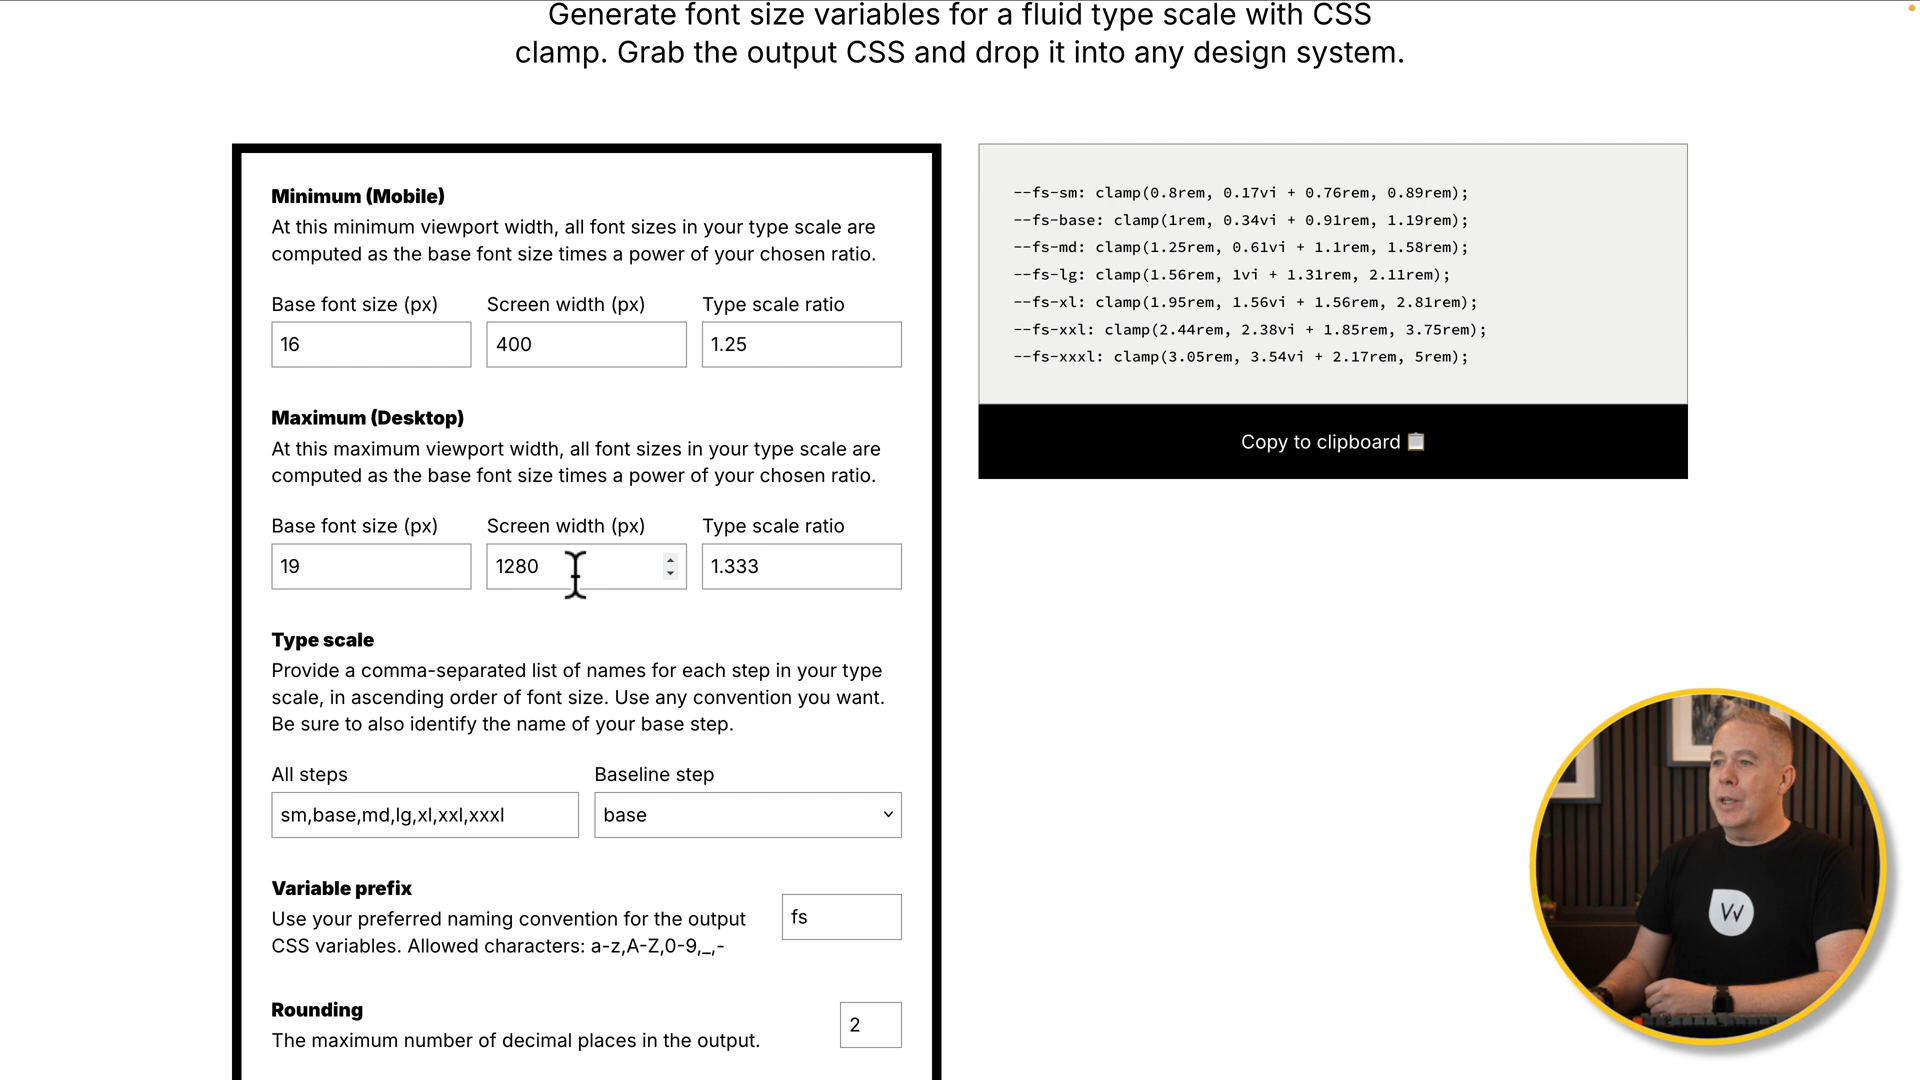 Generate font size variables for a fluid type scale with CSS
clamp. Grab the output CSS and drop it into any design system.
Minimum (Mobile)
At this minimum viewport width, all font sizes in your type scale are
computed as the base font size times a power of your chosen ratio.
Base font size (px) Screen width (px) Type scale ratio
16 400 1.25
Maximum (Desktop)
At this maximum viewport width, all font sizes in your type scale are
computed as the base font size times a power of your chosen ratio.
Base font size (px) Screen width (px) Type scale ratio
19 1280 1.333
Type scale
Provide a comma-separated list of names for each step in your type
scale, in ascending order of font size. Use any convention you want.
Be sure to also identify the name of your base step.
All steps Baseline step
sm,base,md,lg,xl,xxl,xxxl base
Variable prefix
Use your preferred naming convention for the output
CSS variables. Allowed characters: a-z,A-Z,0-9,_,-
fs
Rounding
The maximum number of decimal places in the output.
2
--fs-sm: clamp(0.8rem, 0.17vi + 0.76rem, 0.89rem);
--fs-base: clamp(1rem, 0.34vi + 0.91rem, 1.19rem);
--fs-md: clamp(1.25rem, 0.61vi + 1.1rem, 1.58rem);
--fs-lg: clamp(1.56rem, 1vi + 1.31rem, 2.11rem);
--fs-xl: clamp(1.95rem, 1.56vi + 1.56rem, 2.81rem);
--fs-xxl: clamp(2.44rem, 2.38vi + 1.85rem, 3.75rem);
--fs-xxxl: clamp(3.05rem, 3.54vi + 2.17rem, 5rem);
Copy to clipboard 📋
W